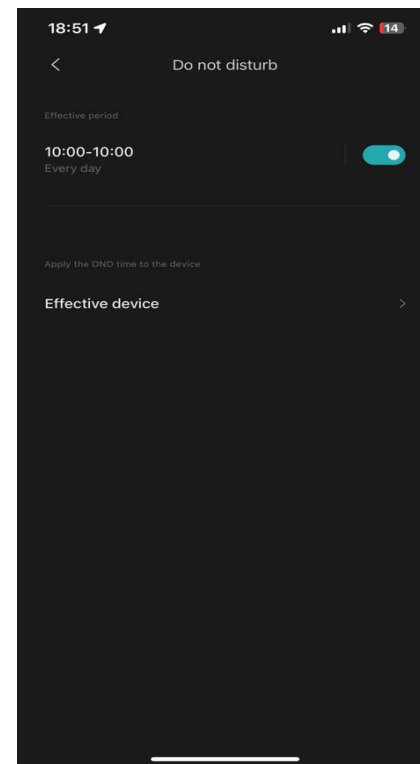 18:51
14
Do not disturb
Effective period
10:00-10:00
Every day
Apply the DND time to the device
Effective device